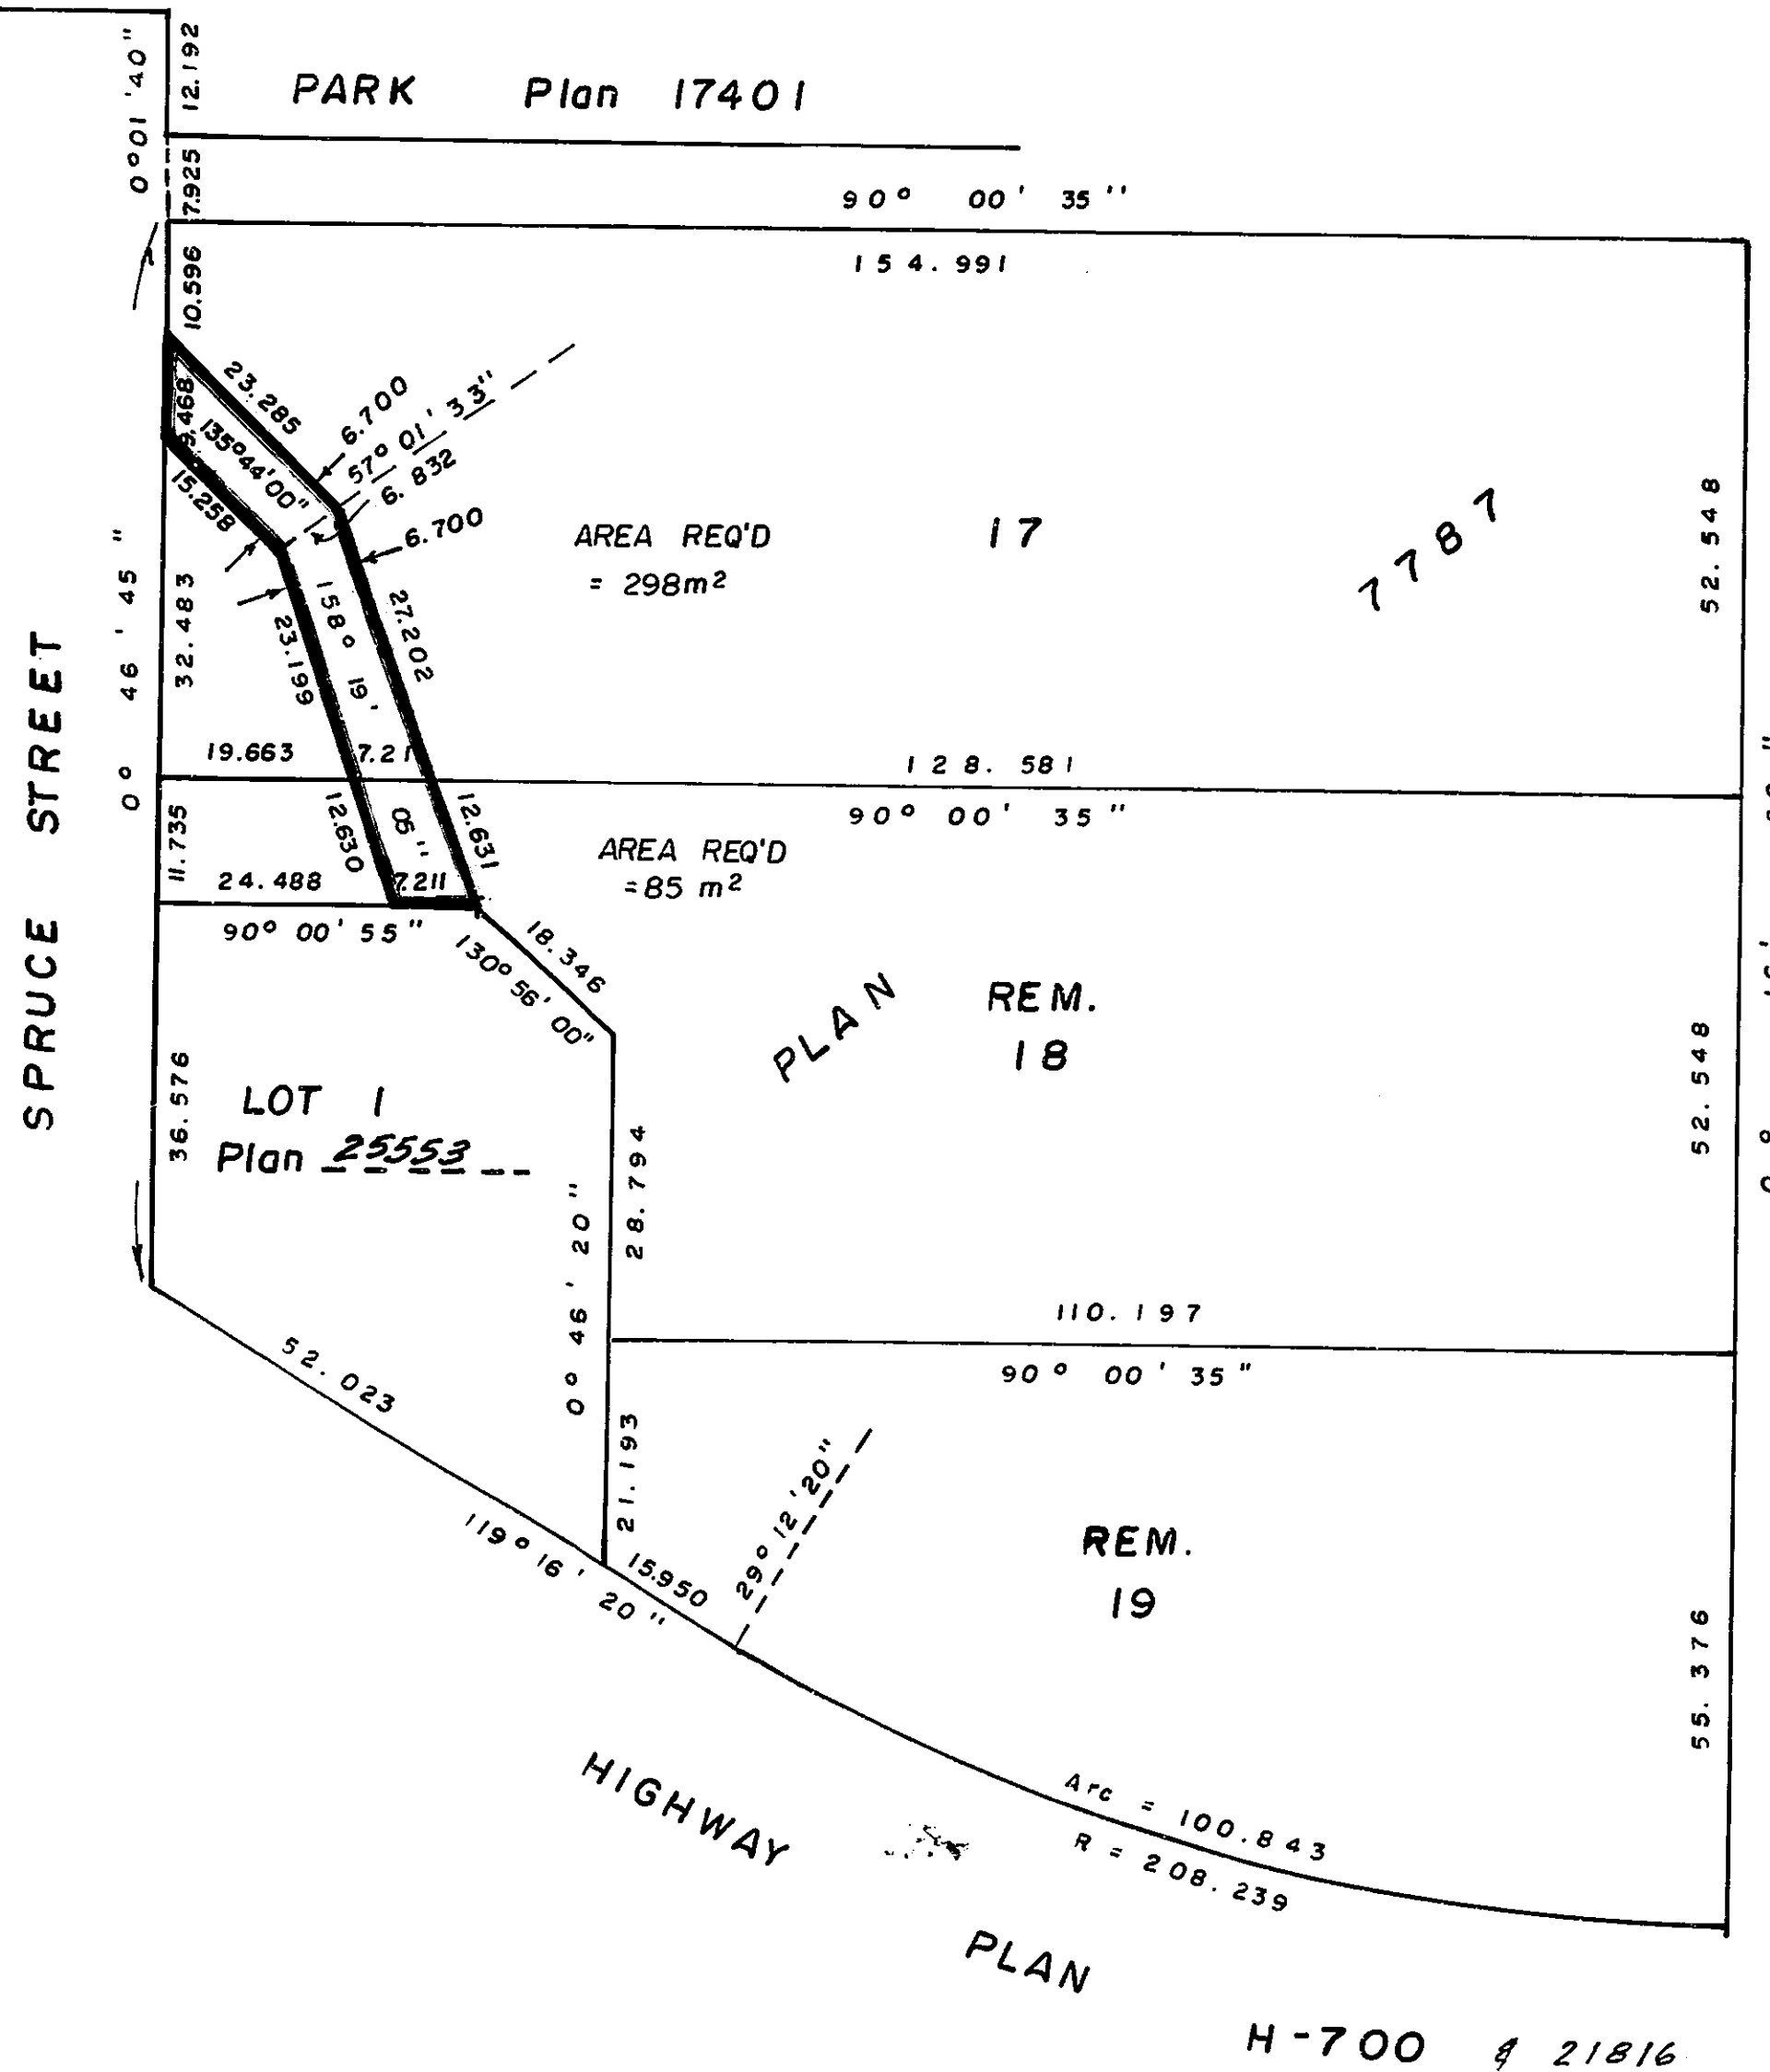 0°01'40"
12.192
PARK Plan 17401
7.925
90° 00' 35"
154.991
10.596
23.285
9.468
135°44'00"
6.700
57° 01' 33"
6.832
6.700
15.258
AREA REQ'D
= 298m²
17
7787
52.548
0° 46' 45"
32.483
23.199
158° 19'
05"
27.202
SPRUCE STREET
19.663
7.21
128.581
90° 00' 35"
11.735
12.630
12.631
AREA REQ'D
=85 m²
24.488
7.211
90° 00' 55"
18.346
130° 56' 00"
PLAN
REM.
18
52.548
36.576
LOT 1
Plan 25553
28.794
0° 46' 20"
110.197
90° 00' 35"
52.023
21.193
119° 16' 20"
15.950
29° 12' 20"
REM.
19
55.376
Arc = 100.843
R = 208.239
HIGHWAY
PLAN
H-700 & 21816